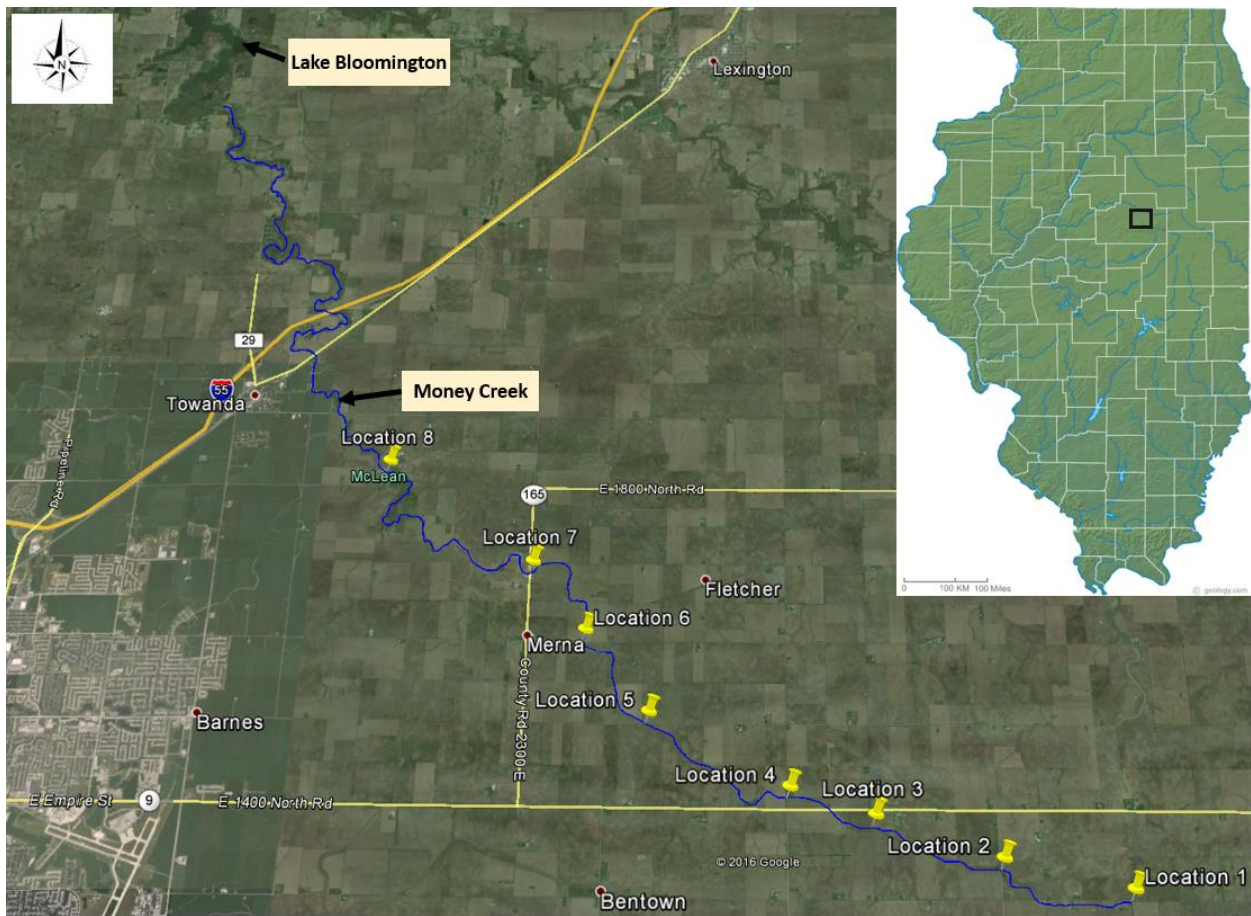 N
Lake Bloomington
Lexington
29
55
Towanda
Money Creek
Pipeline Rd
Location 8
McLean
165
E 1800 North Rd
Location 7
Fletcher
Location 6
Merna
County Rd 2300 E
Location 5
Barnes
Location 4
Location 3
E Empire St
9
E 1400 North Rd
Location 2
© 2016 Google
Location 1
Bentown
0 100 KM 100 Miles
© geology.com